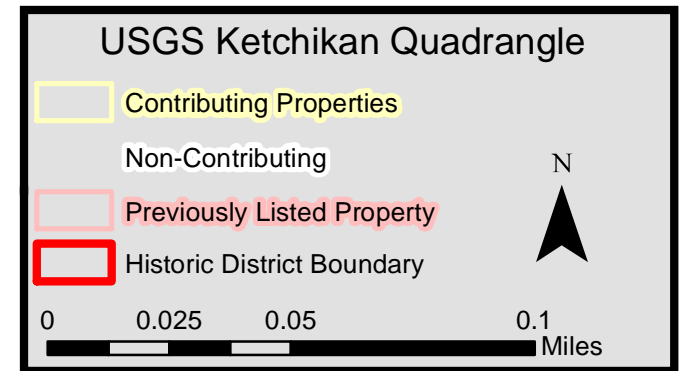 USGS Ketchikan Quadrangle
Contributing Properties
Non-Contributing
N
Previously Listed Property
Historic District Boundary
0 0.025 0.05 0.1
Miles